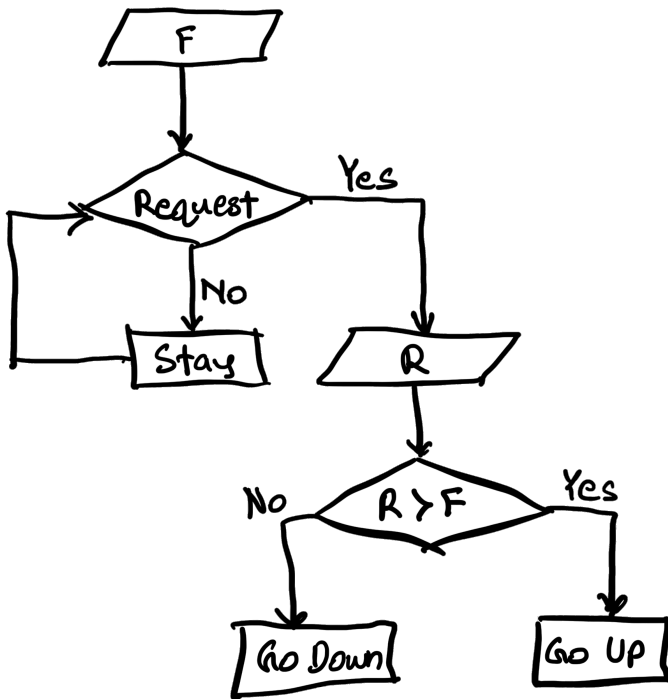 F
Request
Yes
No
Stay
R
R > F
No
Yes
Go Down
Go UP